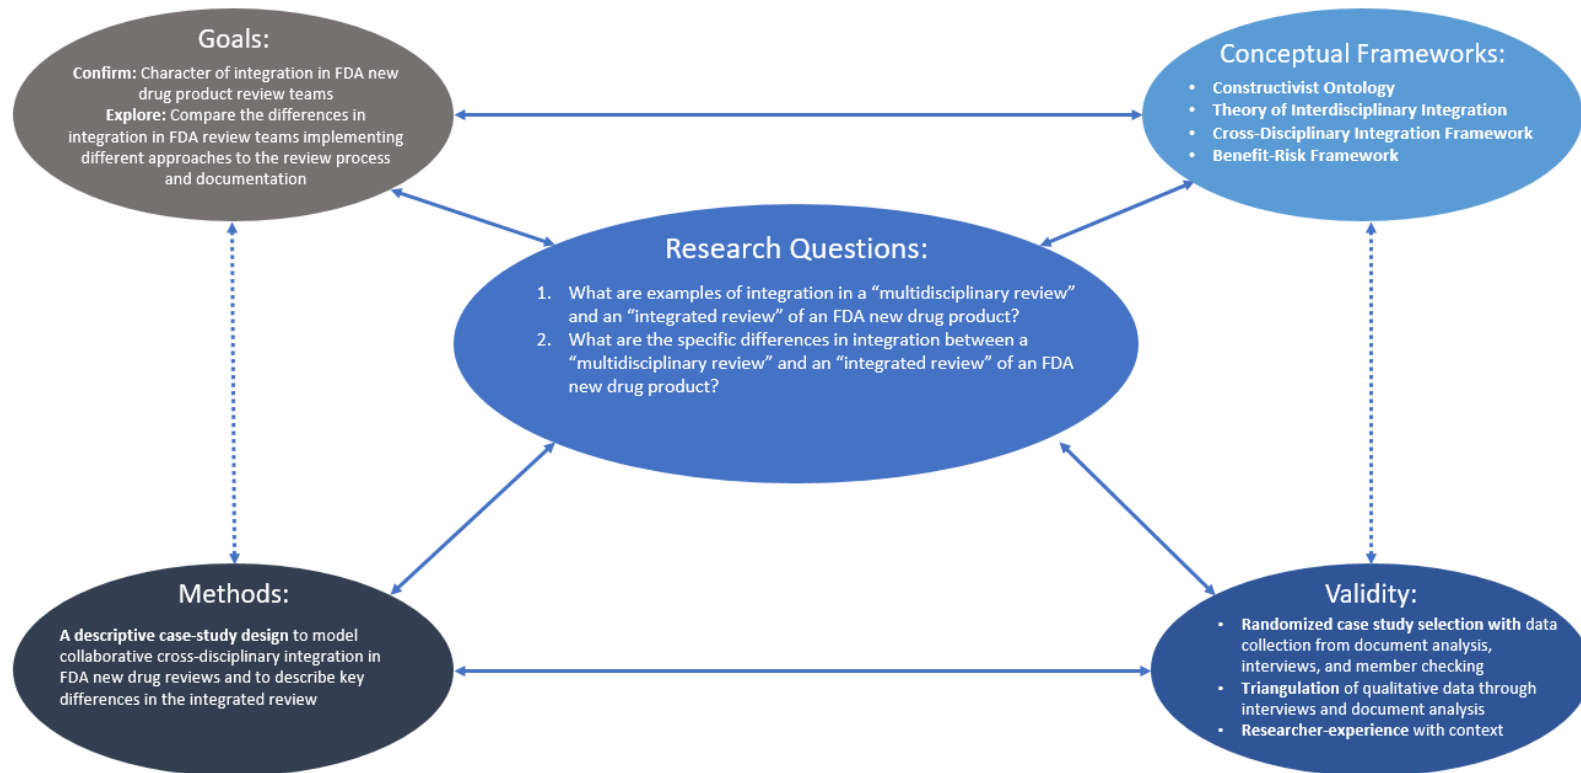 Goals:
Confirm: Character of integration in FDA new
drug product review teams
Explore: Compare the differences in
integration in FDA review teams implementing
different approaches to the review process
and documentation
Conceptual Frameworks:
• Constructivist Ontology
• Theory of Interdisciplinary Integration
• Cross-Disciplinary Integration Framework
• Benefit-Risk Framework
Research Questions:
1. What are examples of integration in a “multidisciplinary review”
and an “integrated review” of an FDA new drug product?
2. What are the specific differences in integration between a
“multidisciplinary review” and an “integrated review” of an FDA
new drug product?
Methods:
A descriptive case-study design to model
collaborative cross-disciplinary integration in
FDA new drug reviews and to describe key
differences in the integrated review
Validity:
• Randomized case study selection with data
collection from document analysis,
interviews, and member checking
• Triangulation of qualitative data through
interviews and document analysis
• Researcher-experience with context